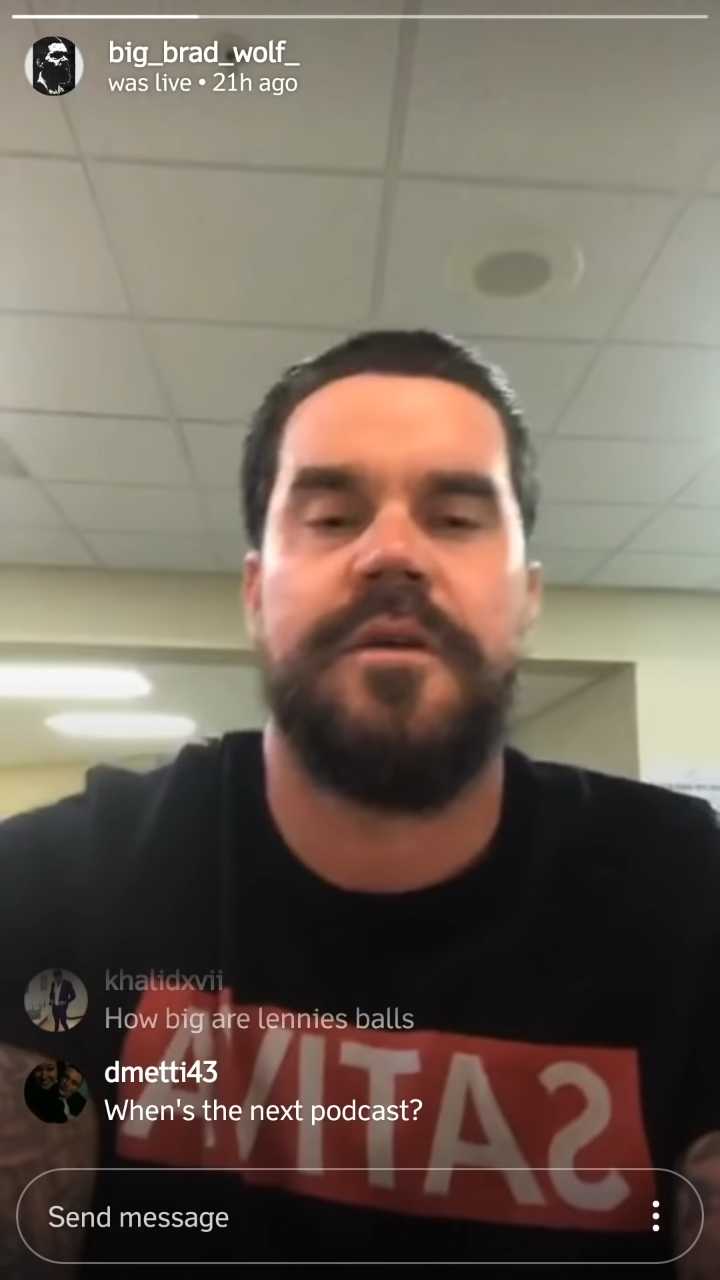 big_brad_wolf_
was live • 21h ago
khalidxvii
How big are lennies balls
dmetti43
When's the next podcast?
SATIVA
Send message